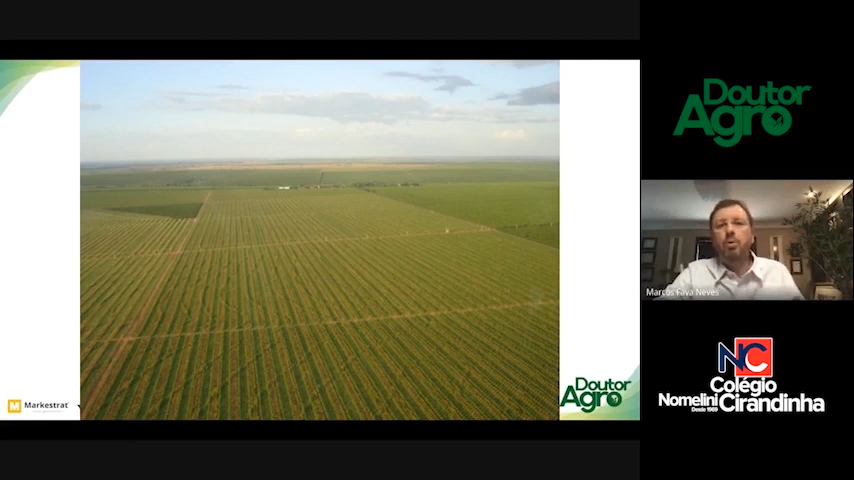 Doutor
Agro
Marcos Fava Neves
NC
Colégio
Nomelini Cirandinha
Desde 1969
M Markestrat
Doutor
Agro